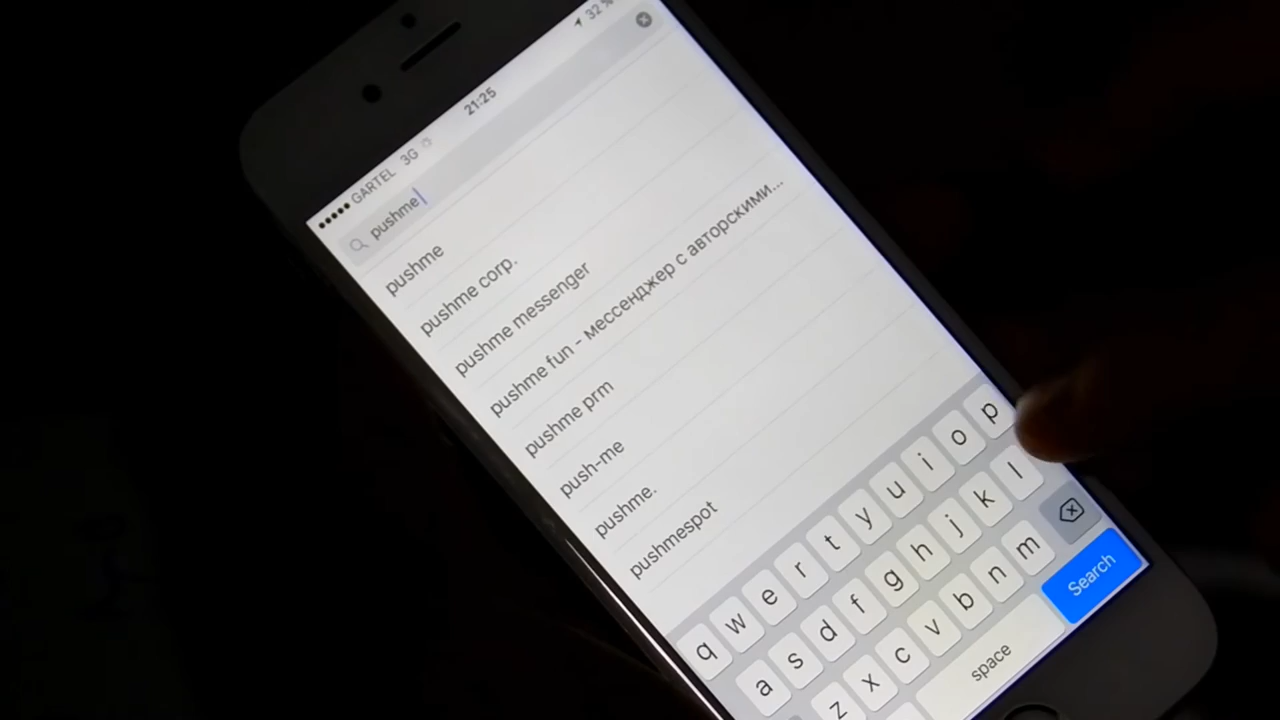 GARTEL 3G 21:25 32 %
pushme
pushme
pushme corp.
pushme messenger
pushme fun - мессенджер с авторскими...
pushme prm
push-me
pushme.
pushmespot
q w e r t y u i o p
a s d f g h j k l
z x c v b n m
space Search